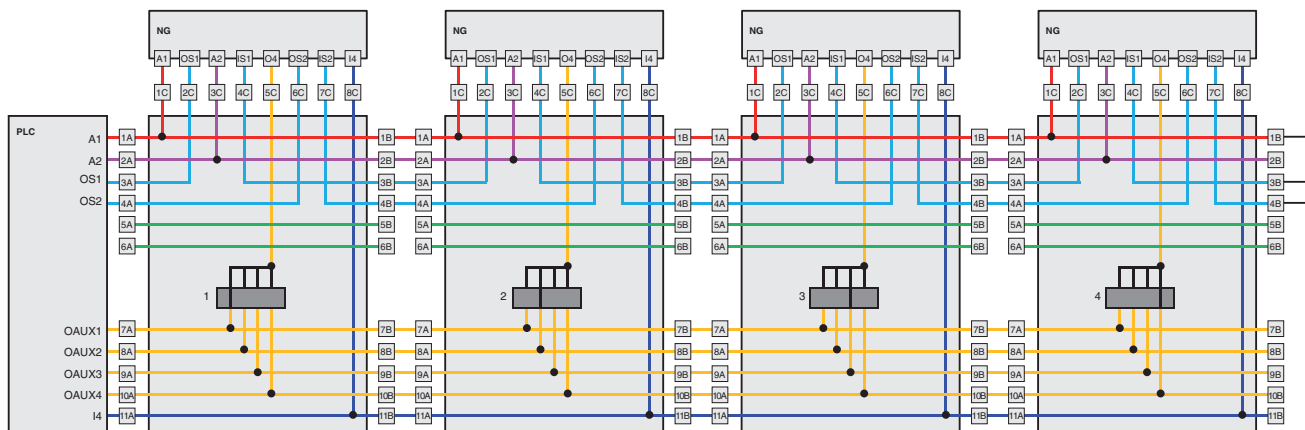 NG NG NG NG
A1 OS1 A2 IS1 O4 OS2 IS2 I4 A1 OS1 A2 IS1 O4 OS2 IS2 I4 A1 OS1 A2 IS1 O4 OS2 IS2 I4 A1 OS1 A2 IS1 O4 OS2 IS2 I4
1C 2C 3C 4C 5C 6C 7C 8C 1C 2C 3C 4C 5C 6C 7C 8C 1C 2C 3C 4C 5C 6C 7C 8C 1C 2C 3C 4C 5C 6C 7C 8C
PLC
A1 1A 1B 1A 1B 1A 1B 1A 1B
A2 2A 2B 2A 2B 2A 2B 2A 2B
OS1 3A 3B 3A 3B 3A 3B 3A 3B
OS2 4A 4B 4A 4B 4A 4B 4A 4B
5A 5B 5A 5B 5A 5B 5A 5B
6A 6B 6A 6B 6A 6B 6A 6B
1 2 3 4
OAUX1 7A 7B 7A 7B 7A 7B 7A 7B
OAUX2 8A 8B 8A 8B 8A 8B 8A 8B
OAUX3 9A 9B 9A 9B 9A 9B 9A 9B
OAUX4 10A 10B 10A 10B 10A 10B 10A 10B
I4 11A 11B 11A 11B 11A 11B 11A 11B